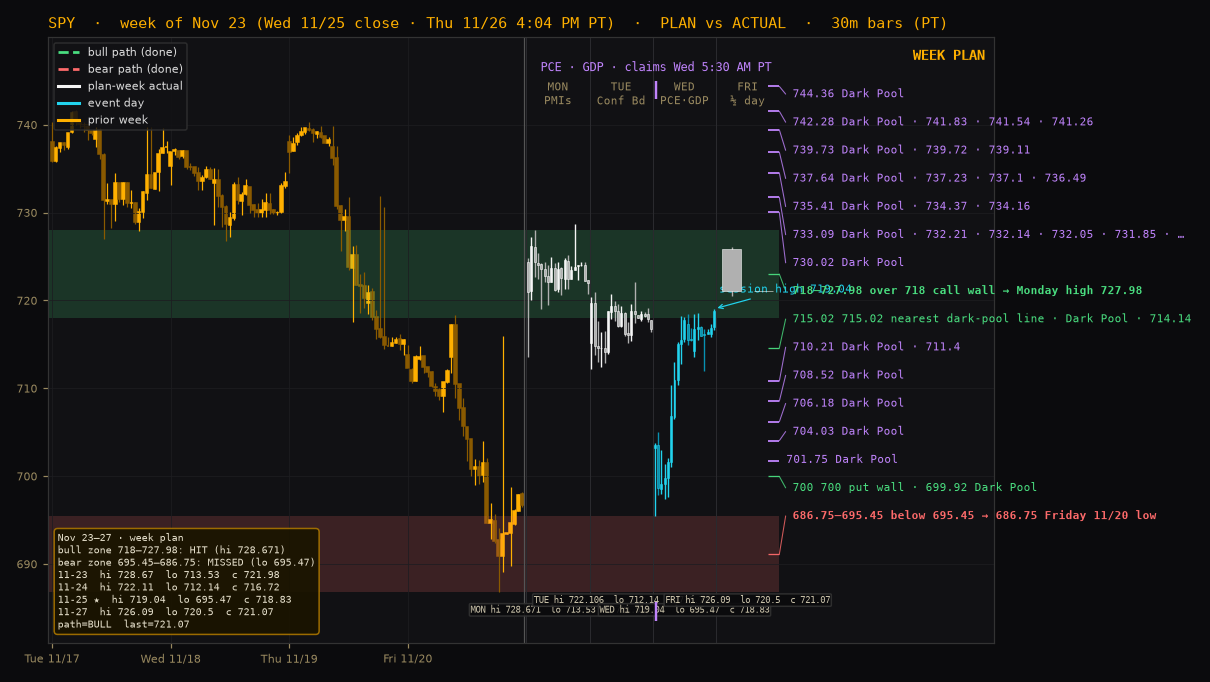 SPY · week of Nov 23 (Wed 11/25 close · Thu 11/26 4:04 PM PT) · PLAN vs ACTUAL · 30m bars (PT)
bull path (done)
bear path (done)
plan-week actual
event day
prior week
WEEK PLAN
PCE · GDP · claims Wed 5:30 AM PT
MON TUE WED FRI
PMIs Conf Bd PCE·GDP ½ day
744.36 Dark Pool
742.28 Dark Pool · 741.83 · 741.54 · 741.26
739.73 Dark Pool · 739.72 · 739.11
737.64 Dark Pool · 737.23 · 737.1 · 736.49
735.41 Dark Pool · 734.37 · 734.16
733.09 Dark Pool · 732.21 · 732.14 · 732.05 · 731.85 · …
730.02 Dark Pool
session high 719.04
718–727.98 over 718 call wall → Monday high 727.98
715.02 715.02 nearest dark-pool line · Dark Pool · 714.14
710.21 Dark Pool · 711.4
708.52 Dark Pool
706.18 Dark Pool
704.03 Dark Pool
701.75 Dark Pool
700 700 put wall · 699.92 Dark Pool
686.75–695.45 below 695.45 → 686.75 Friday 11/20 low
740
730
720
710
700
690
Nov 23–27 · week plan
bull zone 718–727.98: HIT (hi 728.671)
bear zone 695.45–686.75: MISSED (lo 695.47)
11-23 hi 728.67 lo 713.53 c 721.98
11-24 hi 722.11 lo 712.14 c 716.72
11-25 ★ hi 719.04 lo 695.47 c 718.83
11-27 hi 726.09 lo 720.5 c 721.07
path=BULL last=721.07
TUE hi 722.106 lo 712.14
FRI hi 726.09 lo 720.5 c 721.07
MON hi 728.671 lo 713.53
WED hi 719.04 lo 695.47 c 718.83
Tue 11/17
Wed 11/18
Thu 11/19
Fri 11/20